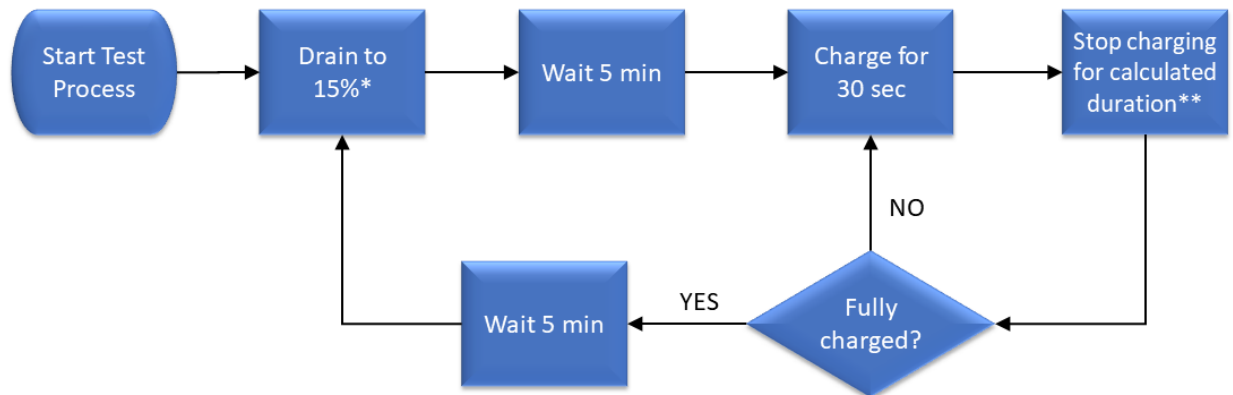 Start Test
Process
Drain to
15%*
Wait 5 min
Charge for
30 sec
Stop charging
for calculated
duration**
NO
YES
Wait 5 min
Fully
charged?